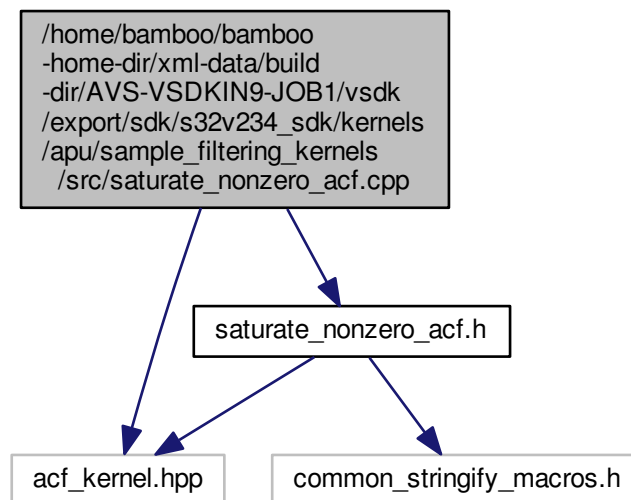 /home/bamboo/bamboo
-home-dir/xml-data/build
-dir/AVS-VSDKIN9-JOB1/vsdk
/export/sdk/s32v234_sdk/kernels
/apu/sample_filtering_kernels
/src/saturate_nonzero_acf.cpp
saturate_nonzero_acf.h
acf_kernel.hpp
common_stringify_macros.h